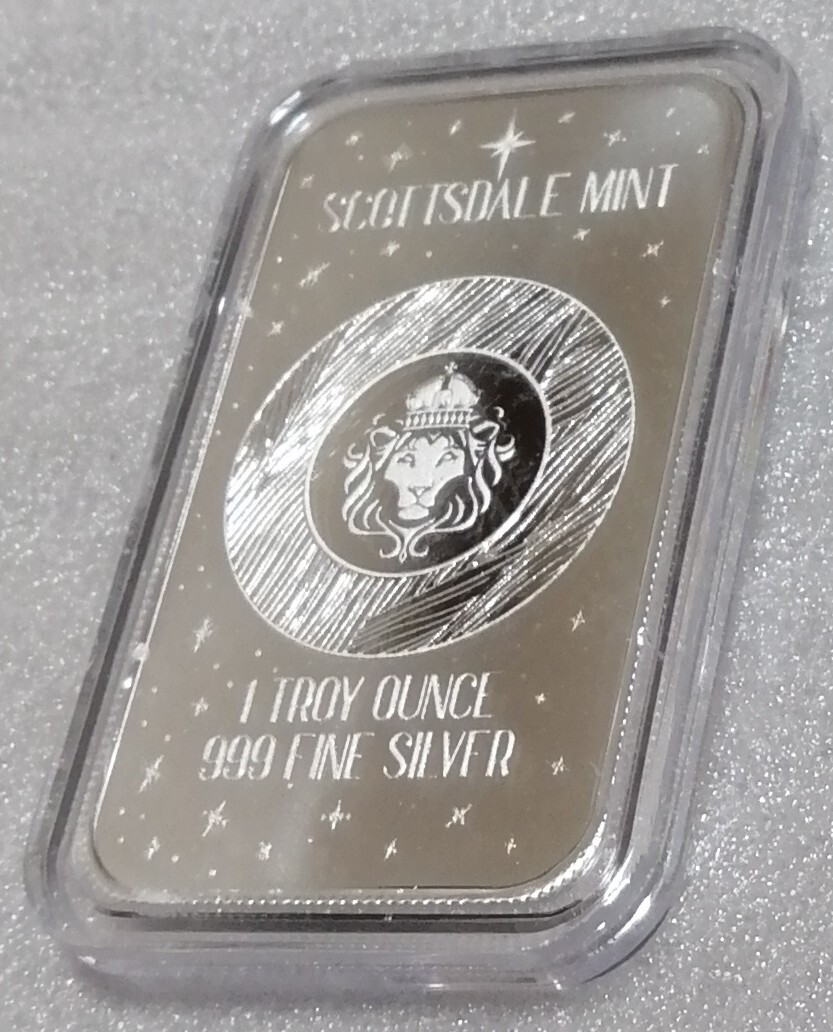 SCOTTSDALE MINT
1 TROY OUNCE
999 FINE SILVER